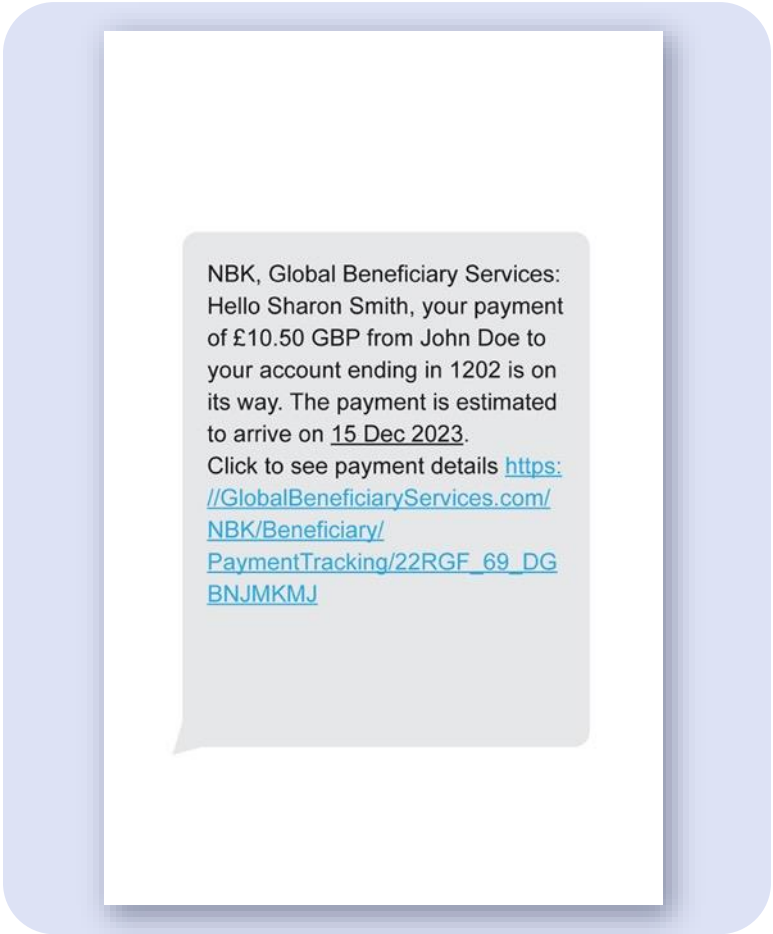 NBK, Global Beneficiary Services:
Hello Sharon Smith, your payment
of £10.50 GBP from John Doe to
your account ending in 1202 is on
its way. The payment is estimated
to arrive on 15 Dec 2023.
Click to see payment details https:
//GlobalBeneficiaryServices.com/
NBK/Beneficiary/
PaymentTracking/22RGF_69_DG
BNJMKMJ